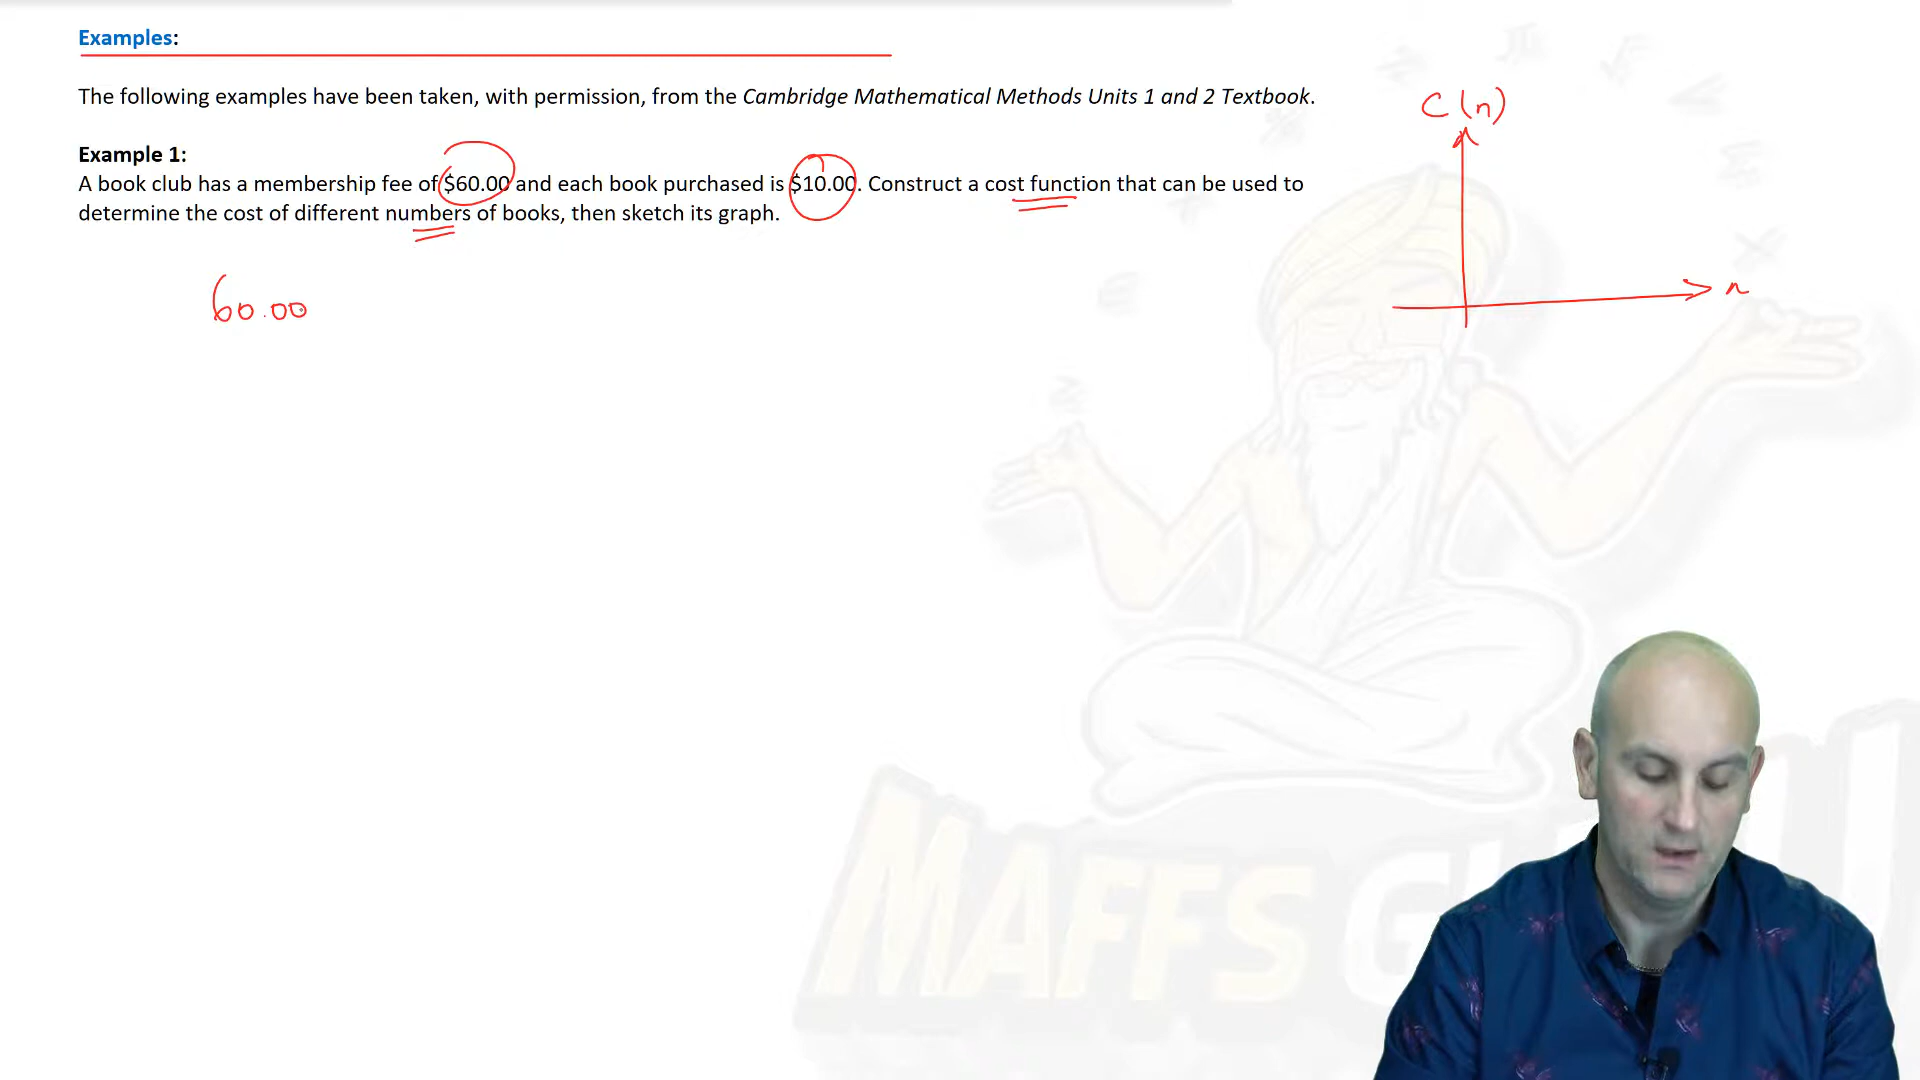 Examples:
The following examples have been taken, with permission, from the Cambridge Mathematical Methods Units 1 and 2 Textbook.
C(n)
Example 1:
A book club has a membership fee of $60.00 and each book purchased is $10.00. Construct a cost function that can be used to
determine the cost of different numbers of books, then sketch its graph.
n
60.00
MAFFS